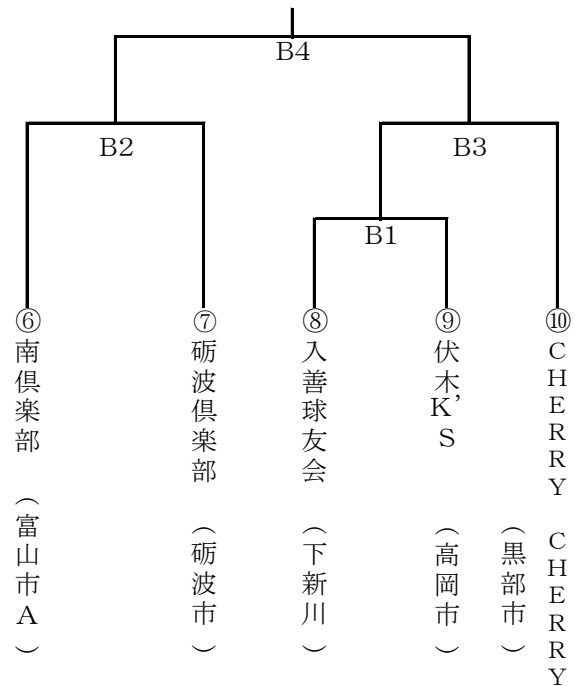 B4
B2
B3
B1
⑥
南倶楽部 (富山市A)
⑦
砺波倶楽部 (砺波市)
⑧
入善球友会 (下新川)
⑨
伏木K’S (高岡市)
⑩
CHERRY CHERRY
(黒部市)